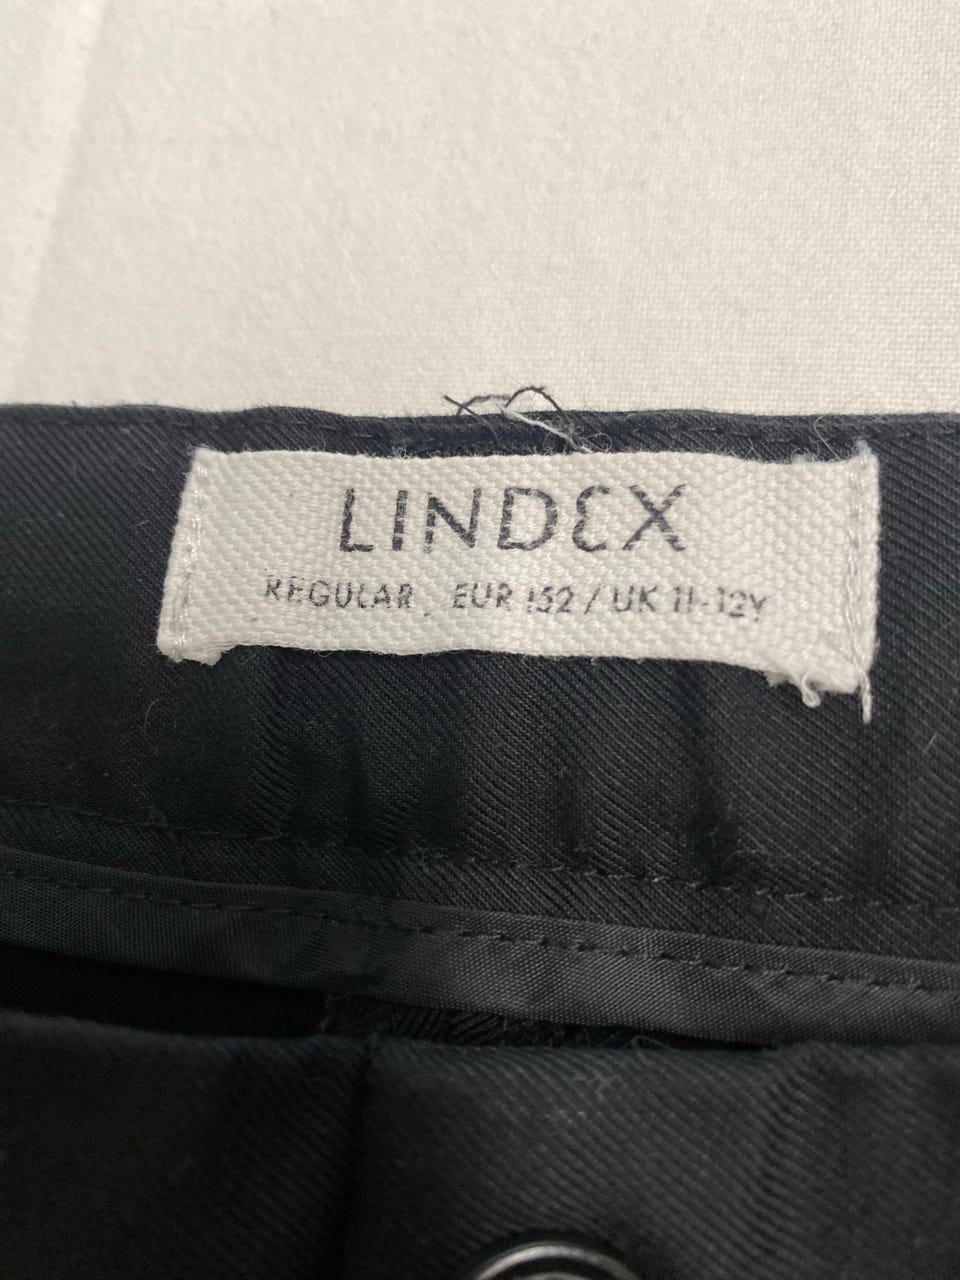 LINDEX
REGULAR, EUR 152 / UK 11-12Y